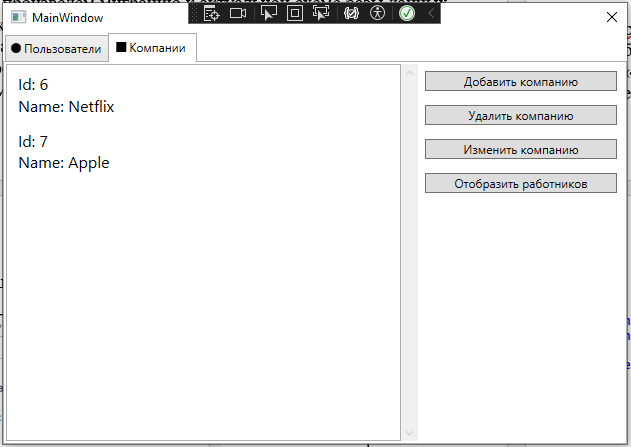 MainWindow
Пользователи
Компании
Id: 6
Name: Netflix
Id: 7
Name: Apple
Добавить компанию
Удалить компанию
Изменить компанию
Отобразить работников